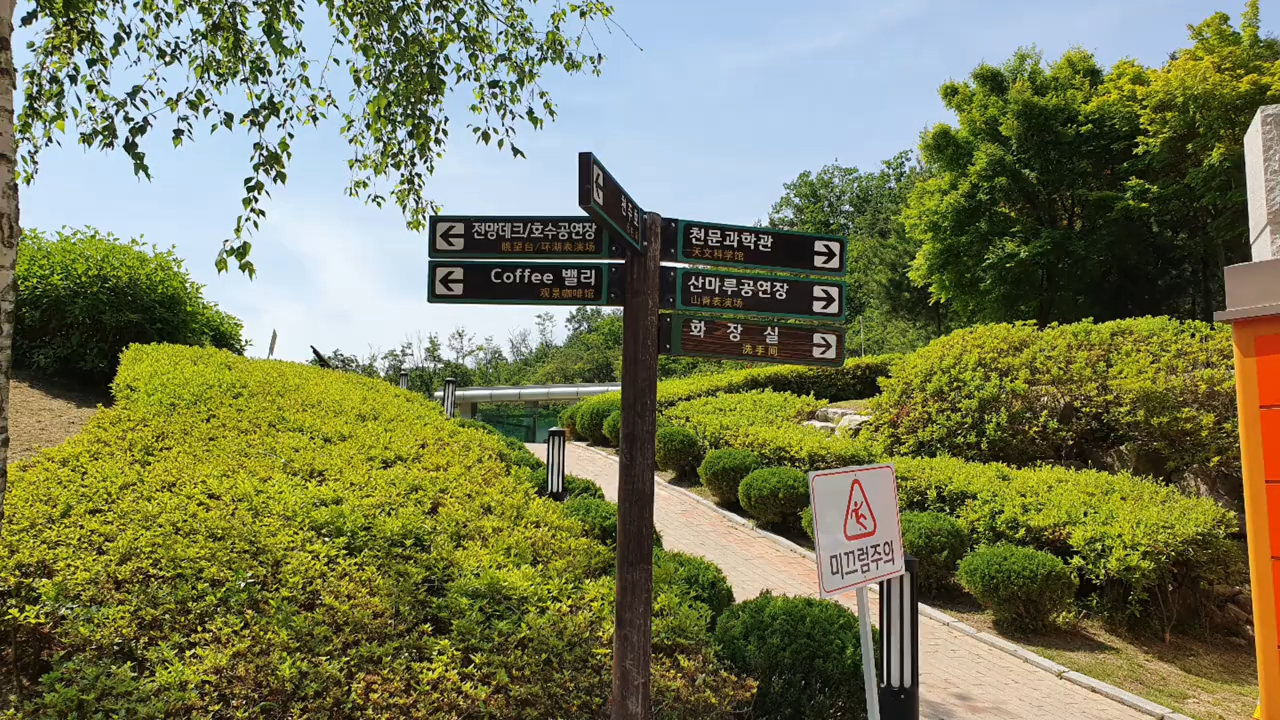 전망데크/호수공연장
眺望台/环湖表演场
Coffee 밸리
观景咖啡馆
천문과학관
天文科学馆
산마루공연장
山脊表演场
화장실
洗手间
미끄럼주의